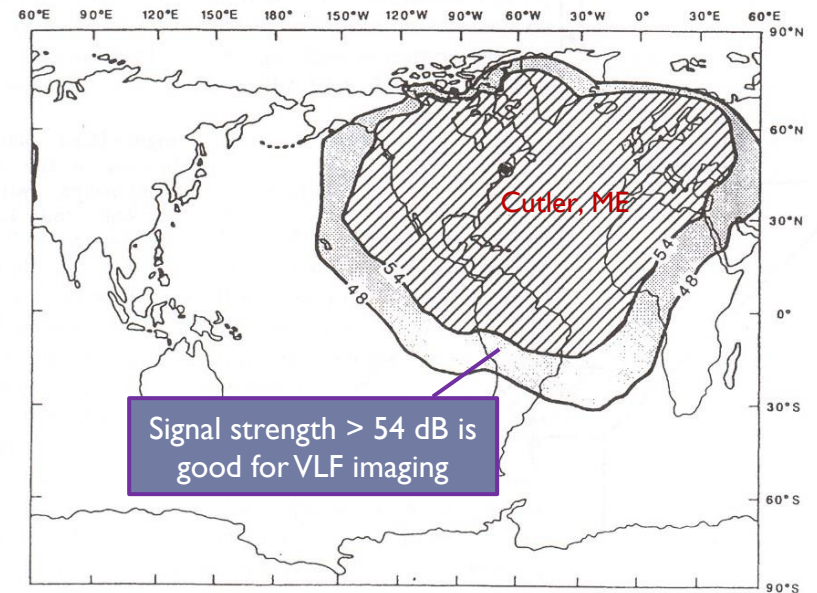 60°E 90°E 120°E 150°E 180° 150°W 120°W 90°W 60°W 30°W 0° 30°E 60°E
90°N
60°N
Cutler, ME
30°N
54
54
48
48
0°
30°S
Signal strength > 54 dB is
good for VLF imaging
60°S
90°S